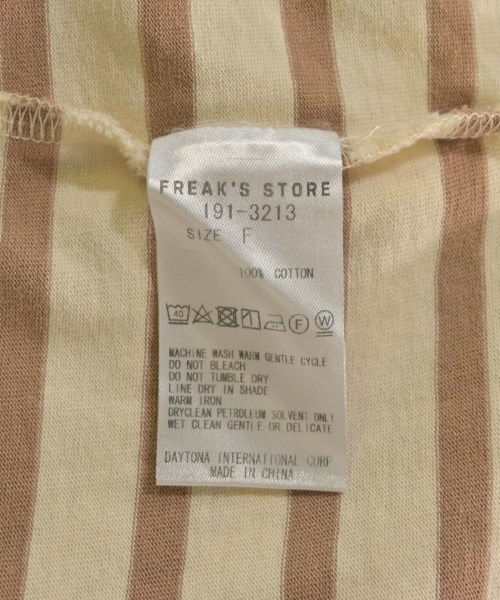 FREAK'S STORE
191-3213
SIZE F
100% COTTON
40 F W
MACHINE WASH WARM GENTLE CYCLE
DO NOT BLEACH
DO NOT TUMBLE DRY
LINE DRY IN SHADE
WARM IRON
DRYCLEAN PETROLEUM SOLVENT ONLY
WET CLEAN GENTLE OR DELICATE
DAYTONA INTERNATIONAL CORP
MADE IN CHINA